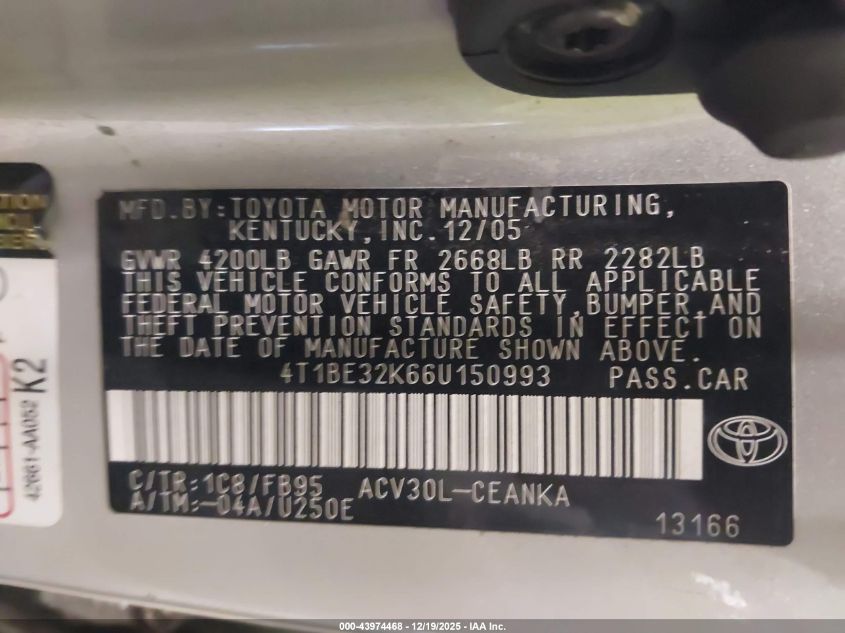 MFD.BY:TOYOTA MOTOR MANUFACTURING,
KENTUCKY,INC.12/05
GVWR 4200LB GAWR FR 2668LB RR 2282LB
THIS VEHICLE CONFORMS TO ALL APPLICABLE
FEDERAL MOTOR VEHICLE SAFETY,BUMPER,AND
THEFT PREVENTION STANDARDS IN EFFECT ON
THE DATE OF MANUFACTURE SHOWN ABOVE.
4T1BE32K66U150993 PASS.CAR
C/TR:1C8/FB95 ACV30L-CEANKA
A/TM:-04A/U250E
13166
42661-AA052
K2
000-43974468 - 12/19/2025 - IAA Inc.